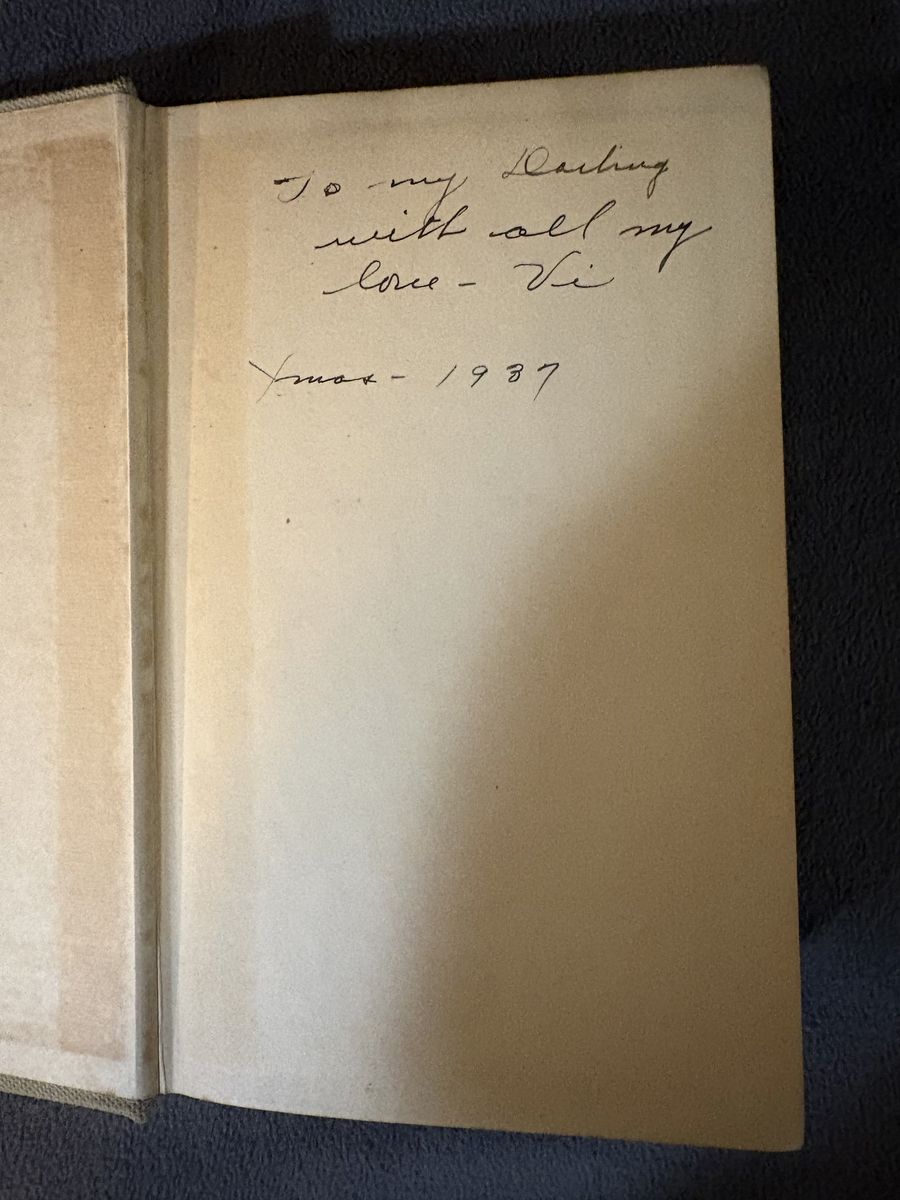 To my Darling
with all my
love - Vi
Xmas - 1937